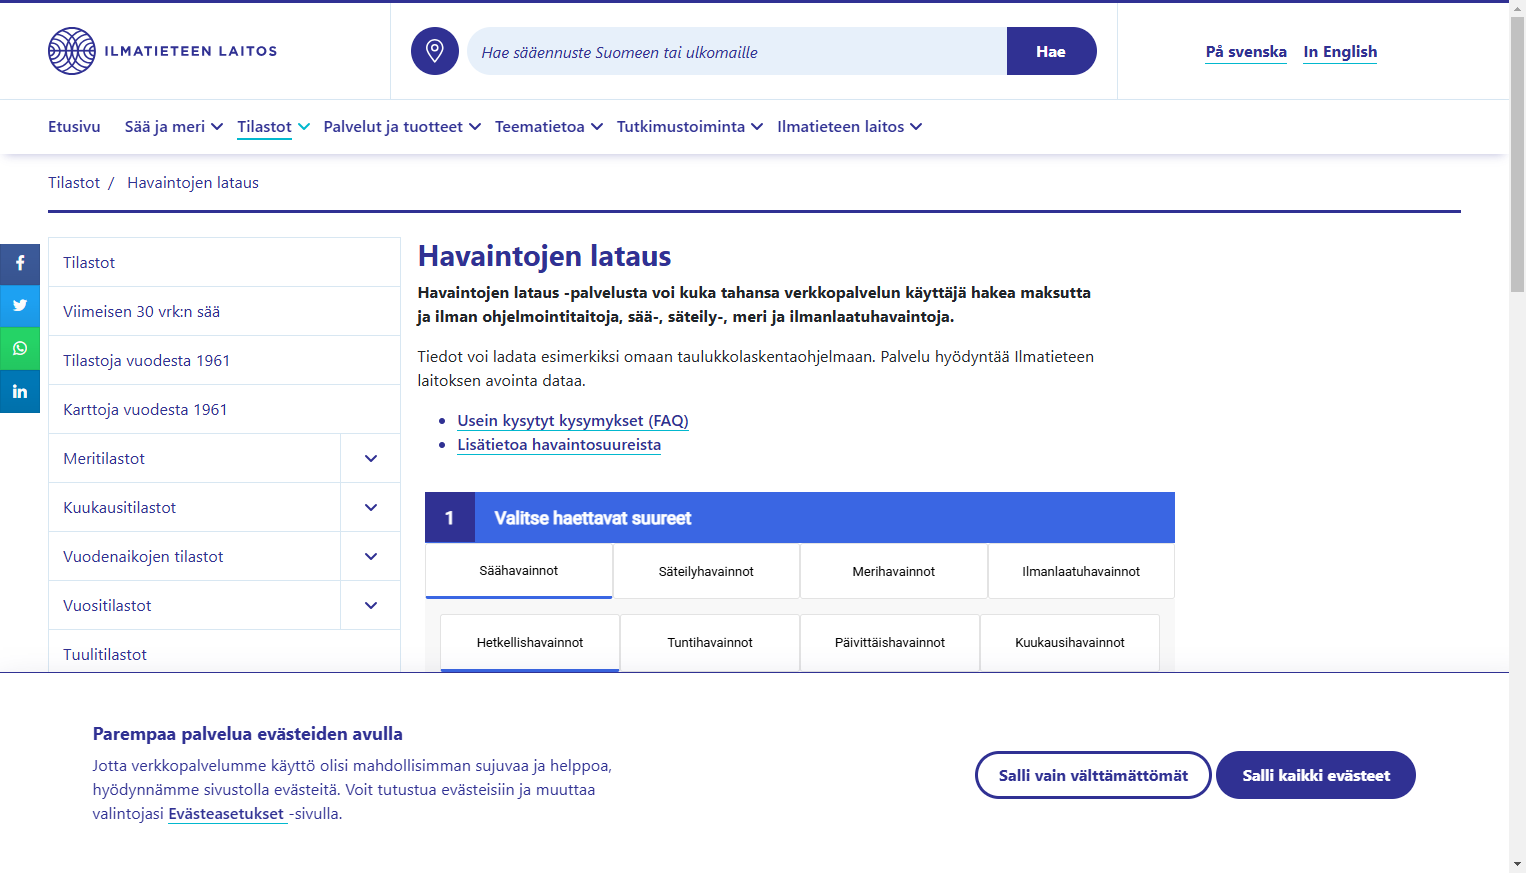 ILMATIETEEN LAITOS
Hae sääennuste Suomeen tai ulkomaille
Hae
På svenska
In English
Etusivu
Sää ja meri
Tilastot
Palvelut ja tuotteet
Teematietoa
Tutkimustoiminta
Ilmatieteen laitos
Tilastot / Havaintojen lataus
Tilastot
Viimeisen 30 vrk:n sää
Tilastoja vuodesta 1961
Karttoja vuodesta 1961
Meritilastot
Kuukausitilastot
Vuodenaikojen tilastot
Vuositilastot
Tuulitilastot
Havaintojen lataus
Havaintojen lataus -palvelusta voi kuka tahansa verkkopalvelun käyttäjä hakea maksutta
ja ilman ohjelmointitaitoja, sää-, säteily-, meri ja ilmanlaatuhavaintoja.
Tiedot voi ladata esimerkiksi omaan taulukkolaskentaohjelmaan. Palvelu hyödyntää Ilmatieteen
laitoksen avointa dataa.
Usein kysytyt kysymykset (FAQ)
Lisätietoa havaintosuureista
1 Valitse haettavat suureet
Säähavainnot
Säteilyhavainnot
Merihavainnot
Ilmanlaatuhavainnot
Hetkellishavainnot
Tuntihavainnot
Päivittäishavainnot
Kuukausihavainnot
Parempaa palvelua evästeiden avulla
Jotta verkkopalvelumme käyttö olisi mahdollisimman sujuvaa ja helppoa,
hyödynnämme sivustolla evästeitä. Voit tutustua evästeisiin ja muuttaa
valintojasi Evästeasetukset -sivulla.
Salli vain välttämättömät
Salli kaikki evästeet